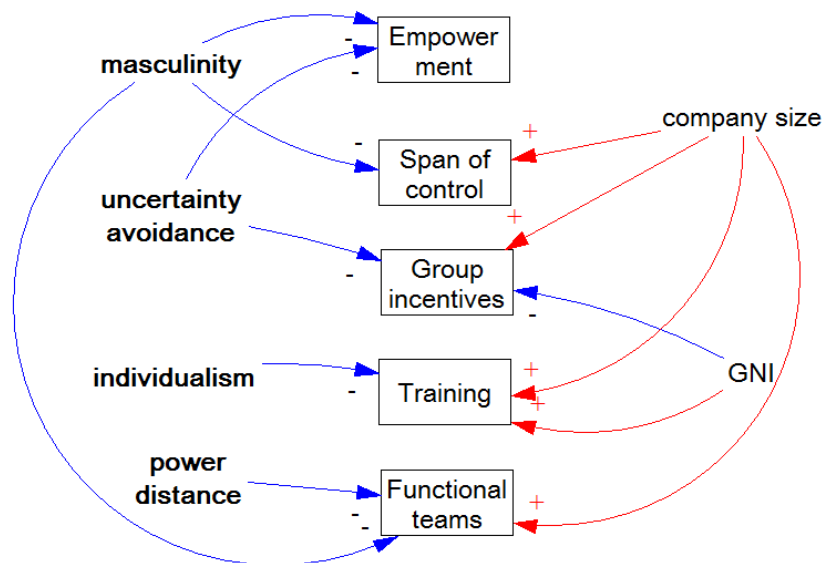 masculinity
uncertainty
avoidance
individualism
power
distance
Empower
ment
Span of
control
Group
incentives
Training
Functional
teams
company size
GNI
-
-
-
-
-
-
-
-
+
+
+
+
+